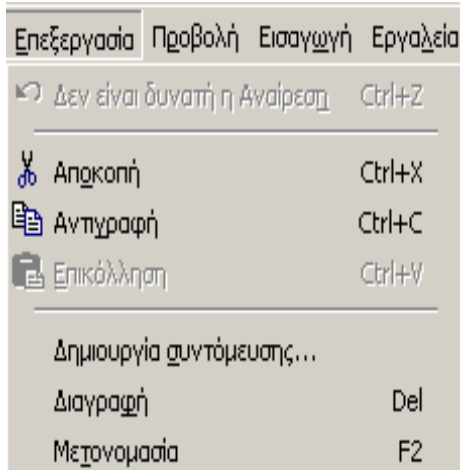 Επεξεργασία Προβολή Εισαγωγή Εργαλεία
Δεν είναι δυνατή η Αναίρεση Ctrl+Z
Αποκοπή Ctrl+X
Αντιγραφή Ctrl+C
Επικόλληση Ctrl+V
Δημιουργία συντόμευσης...
Διαγραφή Del
Μετονομασία F2